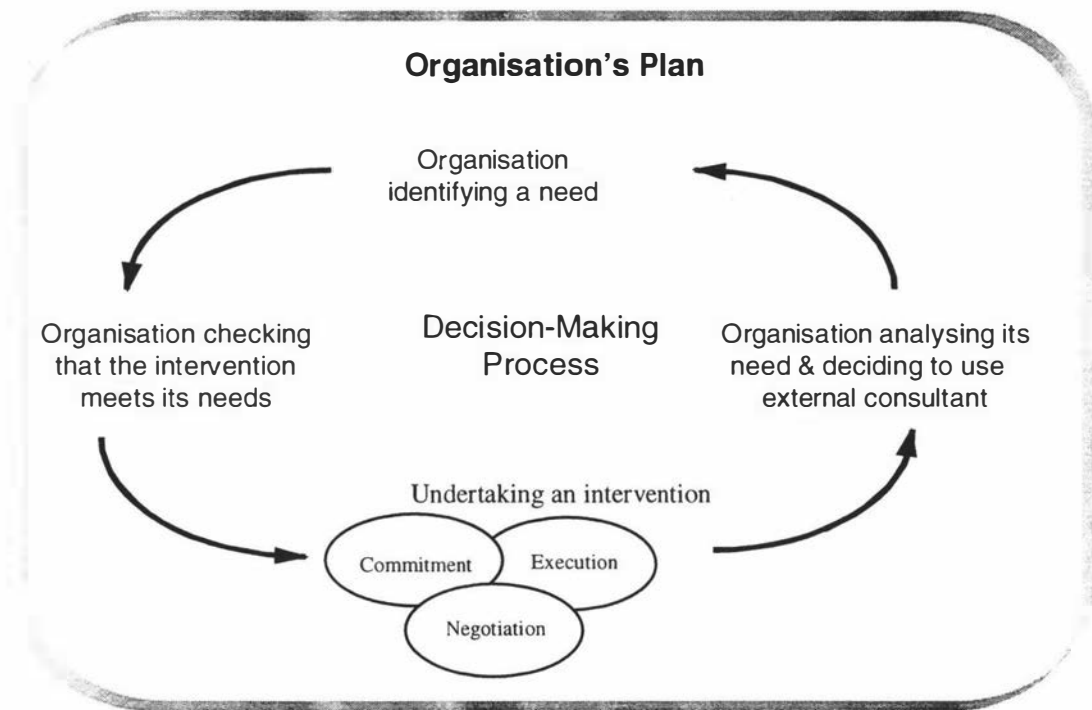 Organisation's Plan
Organisation
identifying a need
Organisation checking
that the intervention
meets its needs
Decision-Making
Process
Organisation analysing its
need & deciding to use
external consultant
Undertaking an intervention
Commitment
Execution
Negotiation